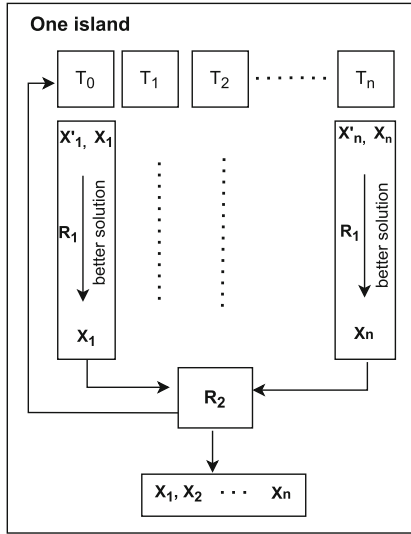 One island
T₀ T₁ T₂ ········ Tₙ
X'₁, X₁ X'ₙ, Xₙ
R₁ better solution R₁ better solution
X₁ Xn
R₂
X₁, X₂ ··· Xn